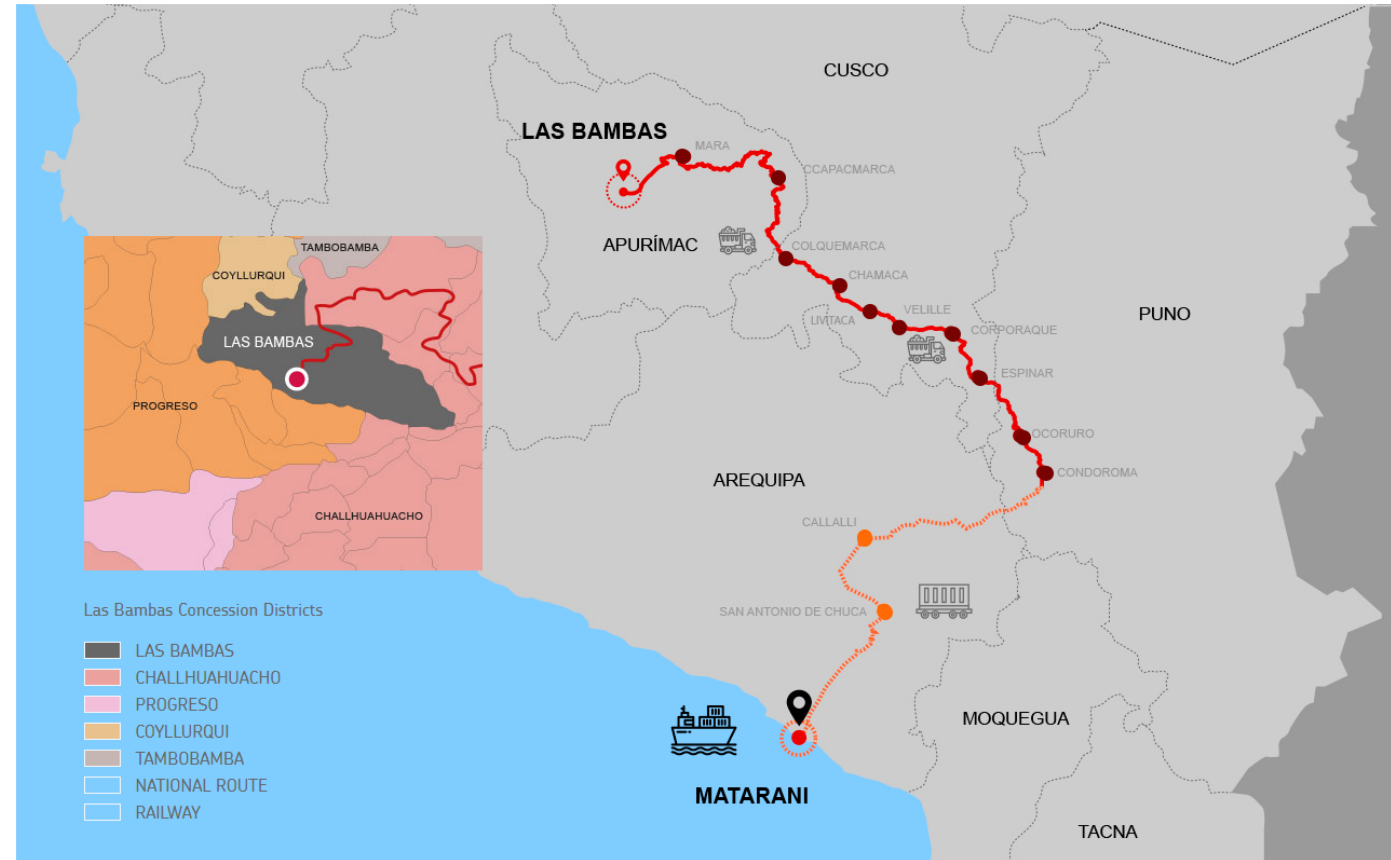 CUSCO
LAS BAMBAS
MARA
CCAPACMARCA
APURÍMAC
COLQUEMARCA
CHAMACA
LIVITACA
VELILLE
CORPORAQUE
PUNO
ESPINAR
OCORURO
CONDOROMA
AREQUIPA
CALLALLI
SAN ANTONIO DE CHUCA
MOQUEGUA
MATARANI
TACNA
TAMBOBAMBA
COYLLURQUI
LAS BAMBAS
PROGRESO
CHALLHUAHUACHO
Las Bambas Concession Districts
LAS BAMBAS
CHALLHUAHUACHO
PROGRESO
COYLLURQUI
TAMBOBAMBA
NATIONAL ROUTE
RAILWAY